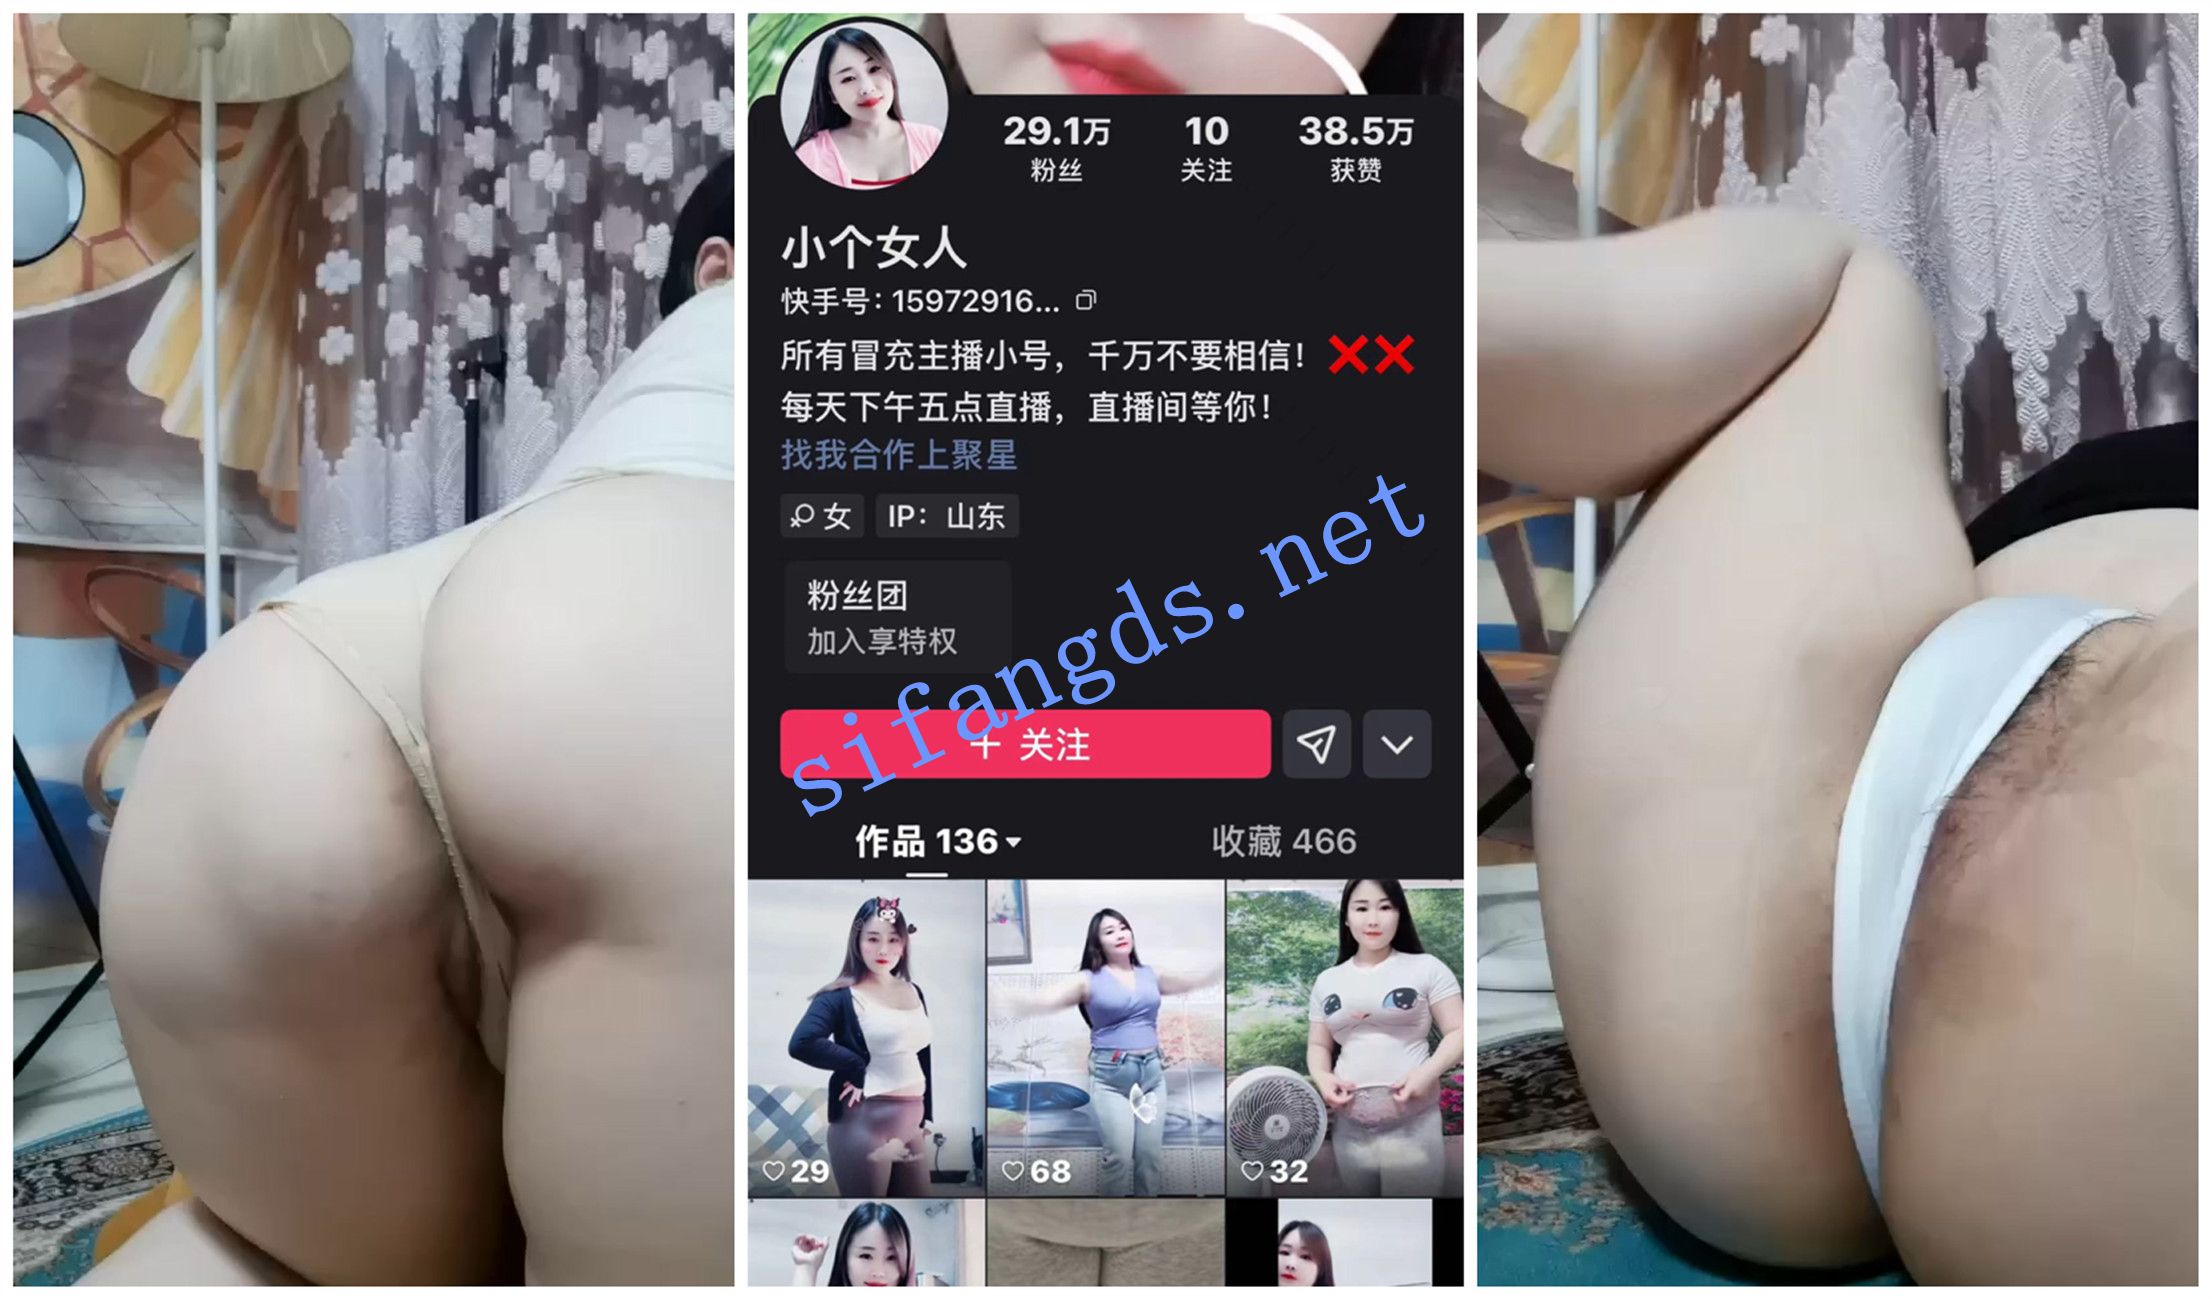 29.1万
10
38.5万
粉丝
关注
获赞
小个女人
快手号：15972916...
所有冒充主播小号，千万不要相信！❌❌
每天下午五点直播，直播间等你！
找我合作上聚星
女
IP：山东
粉丝团
加入享特权
sifangds.net
+ 关注
作品 136
收藏 466
29
68
32